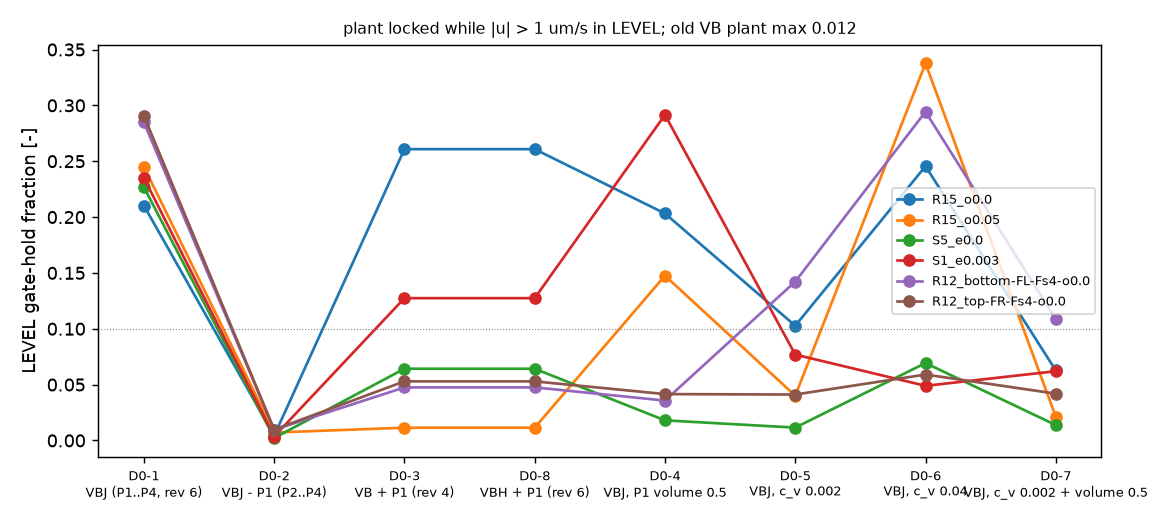 plant locked while |u| > 1 um/s in LEVEL; old VB plant max 0.012
LEVEL gate-hold fraction [-]
0.35
0.30
0.25
0.20
0.15
0.10
0.05
0.00
R15_o0.0
R15_o0.05
S5_e0.0
S1_e0.003
R12_bottom-FL-Fs4-o0.0
R12_top-FR-Fs4-o0.0
D0-1
VBJ (P1..P4, rev 6)
D0-2
VBJ - P1 (P2..P4)
D0-3
VB + P1 (rev 4)
D0-8
VBH + P1 (rev 6)
D0-4
VBJ, P1 volume 0.5
D0-5
VBJ, c_v 0.002
D0-6
VBJ, c_v 0.04
D0-7
VBJ, c_v 0.002 + volume 0.5